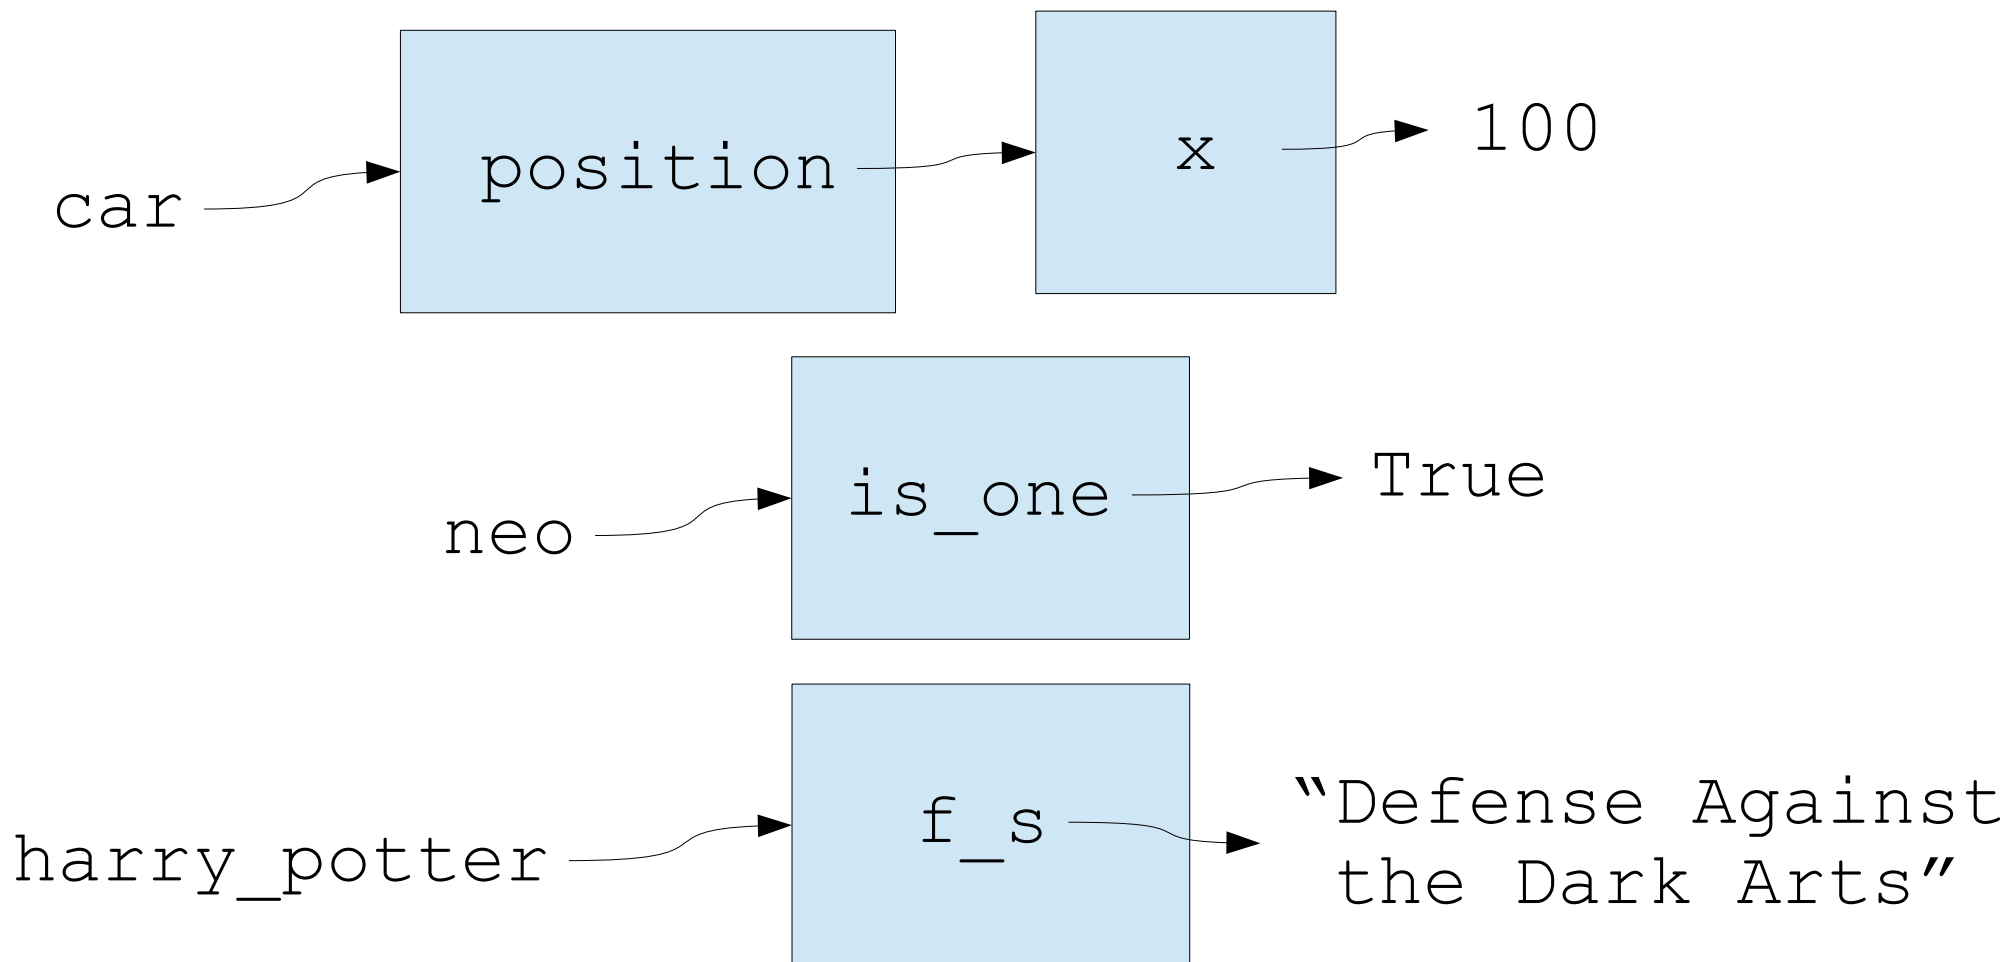 car position x 100
neo is_one True
harry_potter f_s “Defense Against
the Dark Arts”